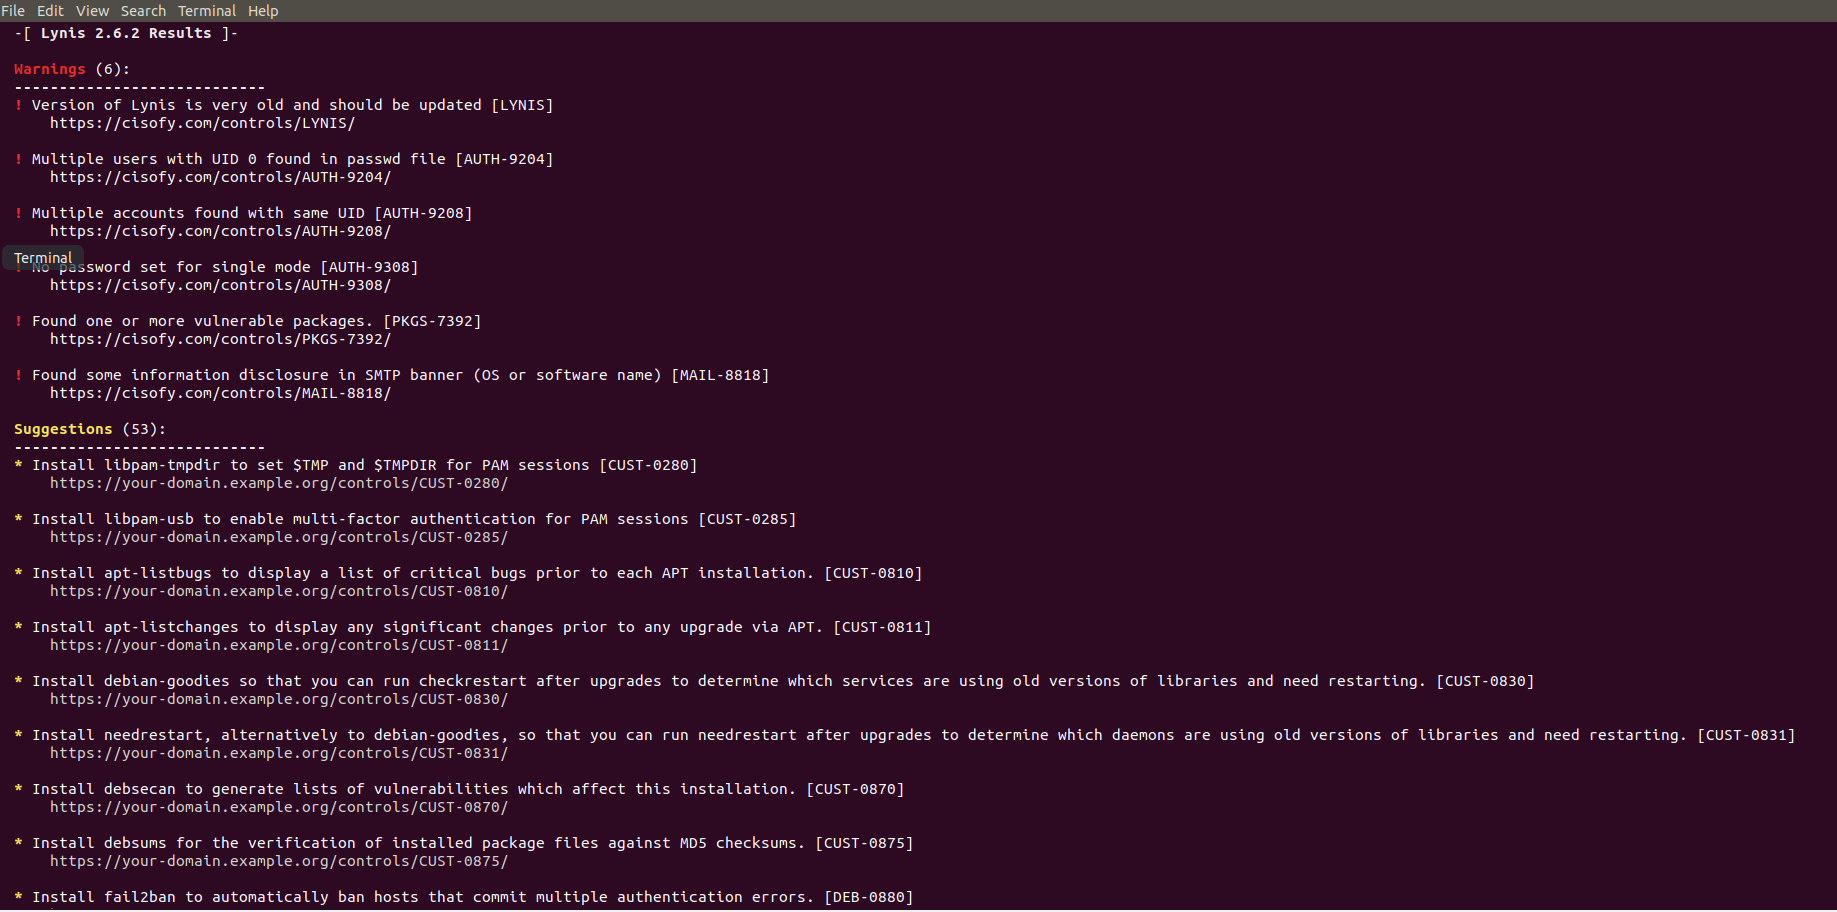 File Edit View Search Terminal Help
-[ Lynis 2.6.2 Results ]-
Warnings (6):
----------------------------
! Version of Lynis is very old and should be updated [LYNIS]
https://cisofy.com/controls/LYNIS/
! Multiple users with UID 0 found in passwd file [AUTH-9204]
https://cisofy.com/controls/AUTH-9204/
! Multiple accounts found with same UID [AUTH-9208]
https://cisofy.com/controls/AUTH-9208/
Terminal
! No password set for single mode [AUTH-9308]
https://cisofy.com/controls/AUTH-9308/
! Found one or more vulnerable packages. [PKGS-7392]
https://cisofy.com/controls/PKGS-7392/
! Found some information disclosure in SMTP banner (OS or software name) [MAIL-8818]
https://cisofy.com/controls/MAIL-8818/
Suggestions (53):
----------------------------
* Install libpam-tmpdir to set $TMP and $TMPDIR for PAM sessions [CUST-0280]
https://your-domain.example.org/controls/CUST-0280/
* Install libpam-usb to enable multi-factor authentication for PAM sessions [CUST-0285]
https://your-domain.example.org/controls/CUST-0285/
* Install apt-listbugs to display a list of critical bugs prior to each APT installation. [CUST-0810]
https://your-domain.example.org/controls/CUST-0810/
* Install apt-listchanges to display any significant changes prior to any upgrade via APT. [CUST-0811]
https://your-domain.example.org/controls/CUST-0811/
* Install debian-goodies so that you can run checkrestart after upgrades to determine which services are using old versions of libraries and need restarting. [CUST-0830]
https://your-domain.example.org/controls/CUST-0830/
* Install needrestart, alternatively to debian-goodies, so that you can run needrestart after upgrades to determine which daemons are using old versions of libraries and need restarting. [CUST-0831]
https://your-domain.example.org/controls/CUST-0831/
* Install debsecan to generate lists of vulnerabilities which affect this installation. [CUST-0870]
https://your-domain.example.org/controls/CUST-0870/
* Install debsums for the verification of installed package files against MD5 checksums. [CUST-0875]
https://your-domain.example.org/controls/CUST-0875/
* Install fail2ban to automatically ban hosts that commit multiple authentication errors. [DEB-0880]